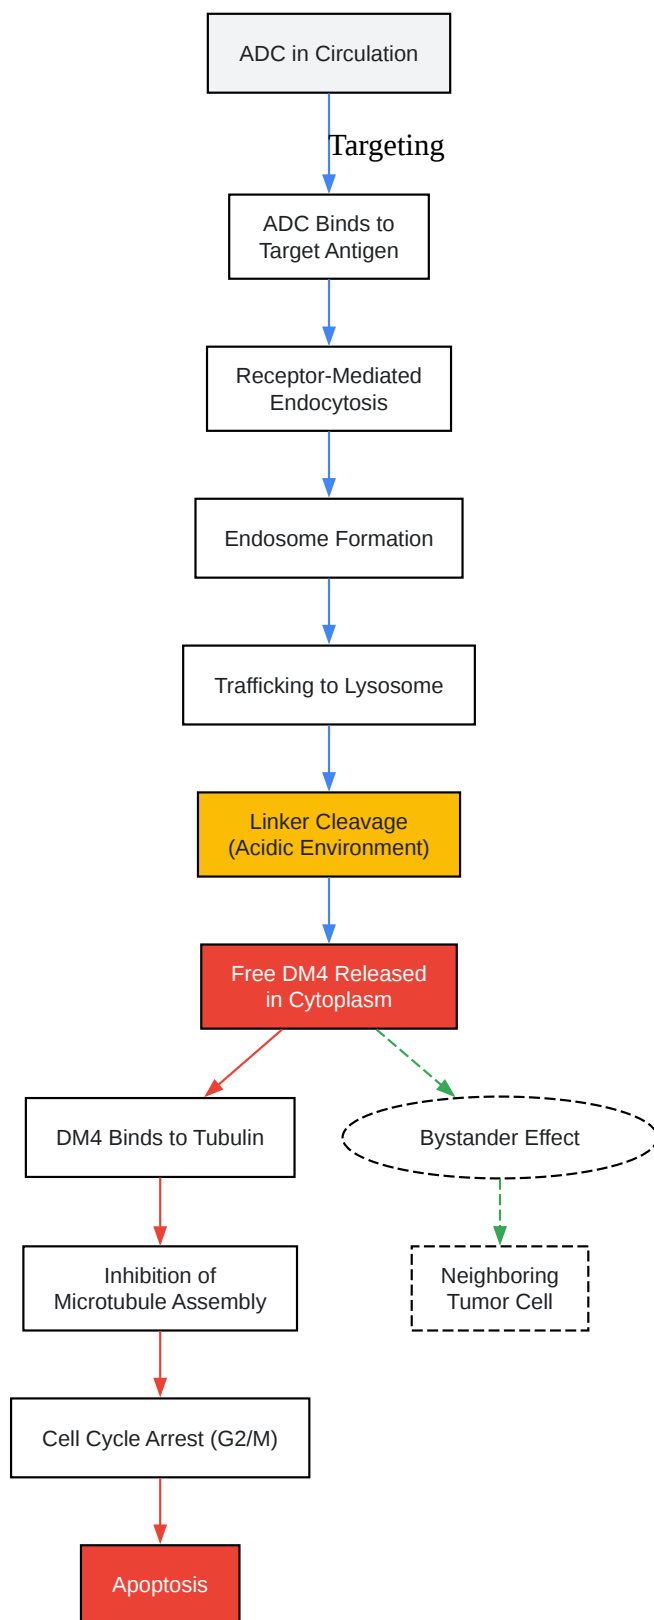 ADC in Circulation
Targeting
ADC Binds to
Target Antigen
Receptor-Mediated
Endocytosis
Endosome Formation
Trafficking to Lysosome
Linker Cleavage
(Acidic Environment)
Free DM4 Released
in Cytoplasm
DM4 Binds to Tubulin
Bystander Effect
Inhibition of
Microtubule Assembly
Neighboring
Tumor Cell
Cell Cycle Arrest (G2/M)
Apoptosis